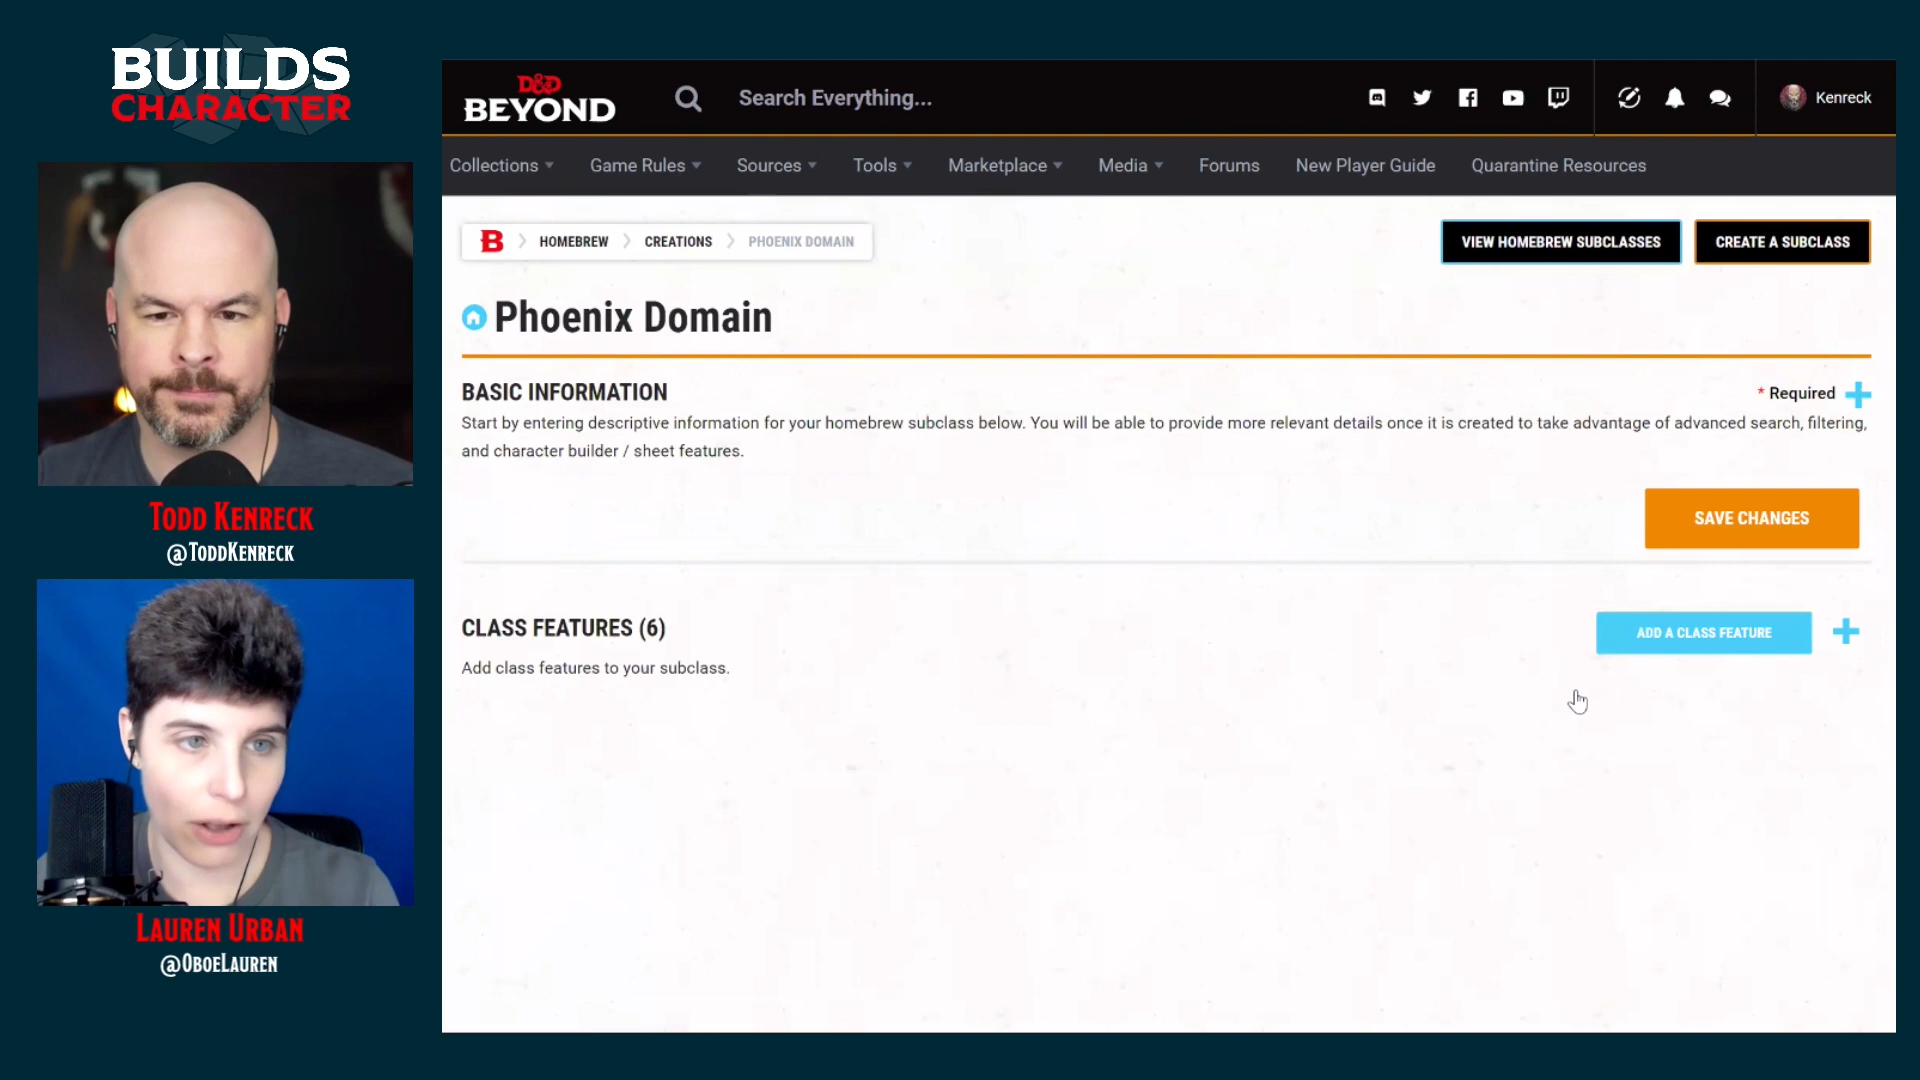 BUILDS
CHARACTER
TODD KENRECK
@TODDKENRECK
LAUREN URBAN
@OBOELAUREN
D&D
BEYOND
Search Everything...
Kenreck
Collections
Game Rules
Sources
Tools
Marketplace
Media
Forums
New Player Guide
Quarantine Resources
B
HOMEBREW
CREATIONS
PHOENIX DOMAIN
VIEW HOMEBREW SUBCLASSES
CREATE A SUBCLASS
Phoenix Domain
BASIC INFORMATION
* Required
Start by entering descriptive information for your homebrew subclass below. You will be able to provide more relevant details once it is created to take advantage of advanced search, filtering,
and character builder / sheet features.
SAVE CHANGES
CLASS FEATURES (6)
ADD A CLASS FEATURE
Add class features to your subclass.